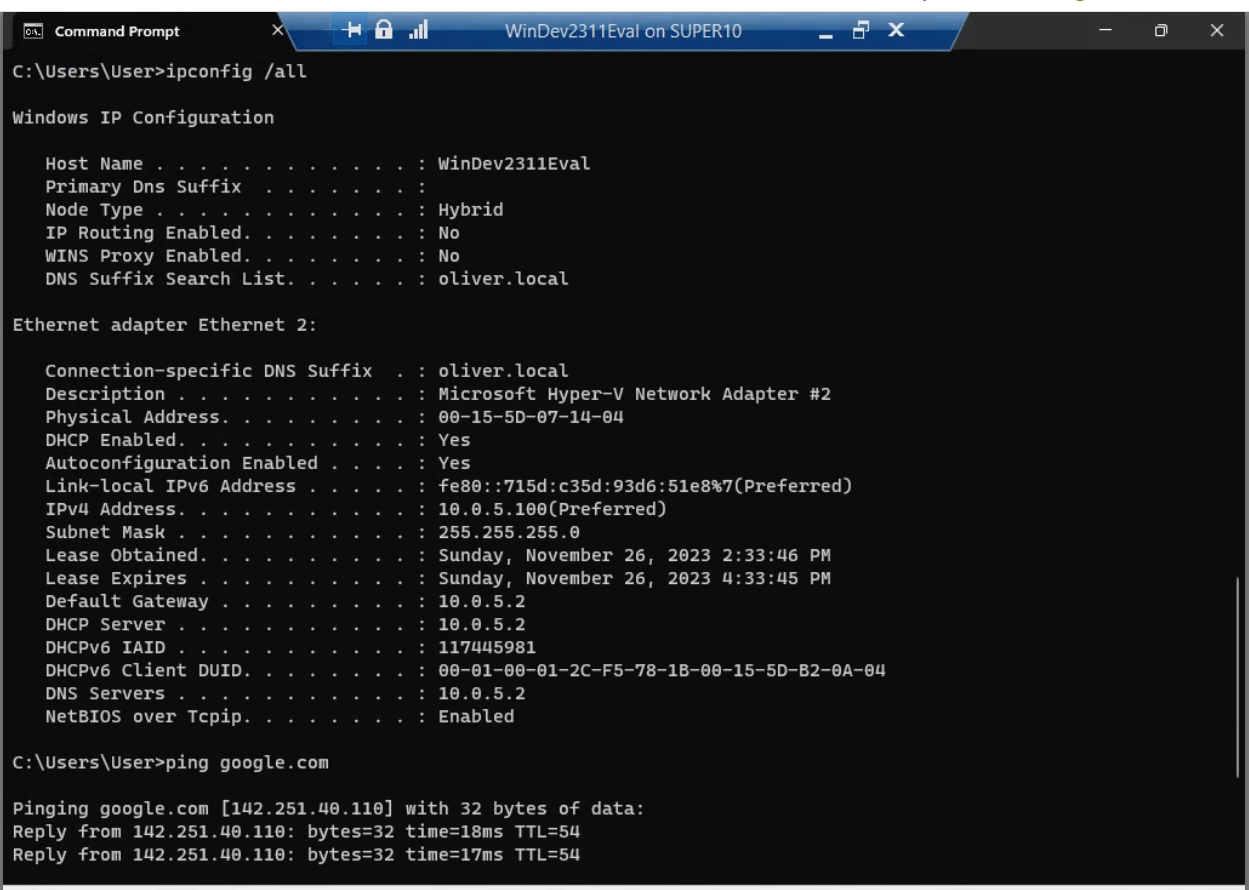 Command Prompt
WinDev2311Eval on SUPER10
C:\Users\User>ipconfig /all
Windows IP Configuration
Host Name . . . . . . . . . . . . : WinDev2311Eval
Primary Dns Suffix  . . . . . . . :
Node Type . . . . . . . . . . . . : Hybrid
IP Routing Enabled. . . . . . . . : No
WINS Proxy Enabled. . . . . . . . : No
DNS Suffix Search List. . . . . . : oliver.local
Ethernet adapter Ethernet 2:
Connection-specific DNS Suffix  . : oliver.local
Description . . . . . . . . . . . : Microsoft Hyper-V Network Adapter #2
Physical Address. . . . . . . . . : 00-15-5D-07-14-04
DHCP Enabled. . . . . . . . . . . : Yes
Autoconfiguration Enabled . . . . : Yes
Link-local IPv6 Address . . . . . : fe80::715d:c35d:93d6:51e8%7(Preferred)
IPv4 Address. . . . . . . . . . . : 10.0.5.100(Preferred)
Subnet Mask . . . . . . . . . . . : 255.255.255.0
Lease Obtained. . . . . . . . . . : Sunday, November 26, 2023 2:33:46 PM
Lease Expires . . . . . . . . . . : Sunday, November 26, 2023 4:33:45 PM
Default Gateway . . . . . . . . . : 10.0.5.2
DHCP Server . . . . . . . . . . . : 10.0.5.2
DHCPv6 IAID . . . . . . . . . . . : 117445981
DHCPv6 Client DUID. . . . . . . . : 00-01-00-01-2C-F5-78-1B-00-15-5D-B2-0A-04
DNS Servers . . . . . . . . . . . : 10.0.5.2
NetBIOS over Tcpip. . . . . . . . : Enabled
C:\Users\User>ping google.com
Pinging google.com [142.251.40.110] with 32 bytes of data:
Reply from 142.251.40.110: bytes=32 time=18ms TTL=54
Reply from 142.251.40.110: bytes=32 time=17ms TTL=54